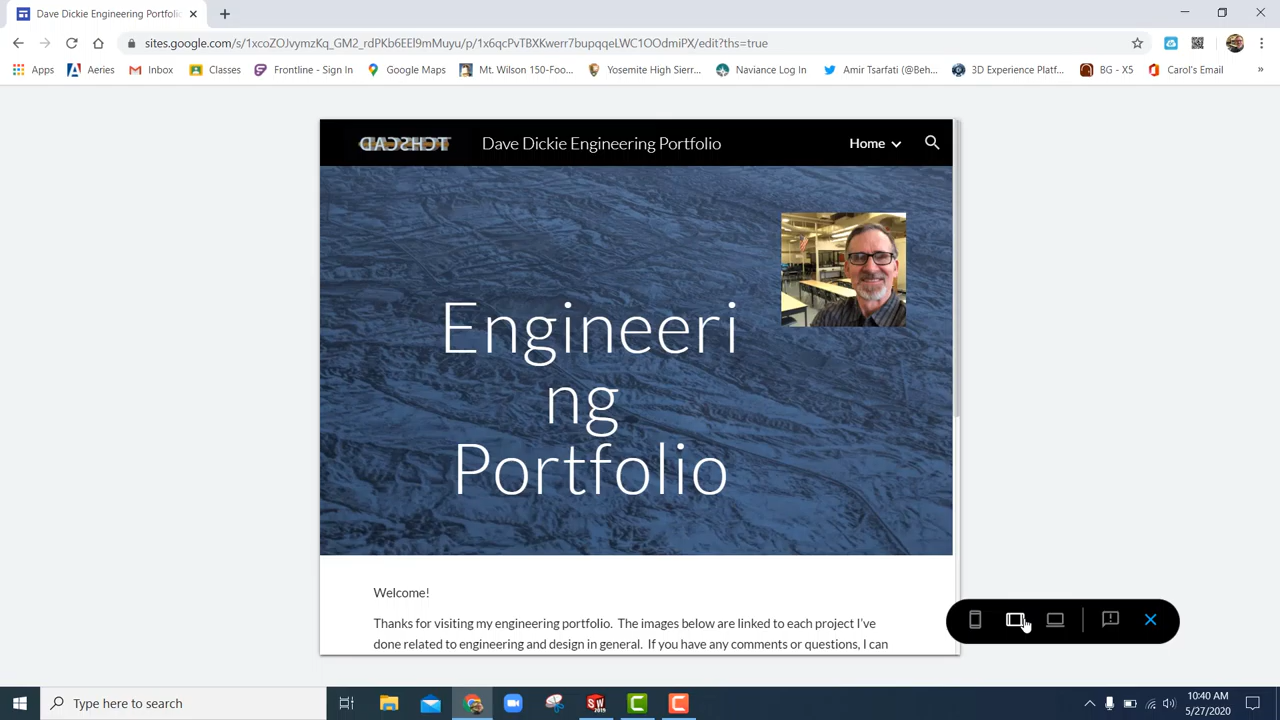 Dave Dickie Engineering Portfolio
sites.google.com/s/1xcoZOJvymzKq_GM2_rdPKb6EEl9mMuyu/p/1x6qcPvTBXKwerr7bupqqeLWC1OOdmiPX/edit?ths=true
Apps Aeries Inbox Classes Frontline - Sign In Google Maps Mt. Wilson 150-Foo... Yosemite High Sierr... Naviance Log In Amir Tsarfati (@Beh... 3D Experience Platf... BG - X5 Carol's Email »
TCHSCAD Dave Dickie Engineering Portfolio Home
Engineeri
ng
Portfolio
Welcome!
Thanks for visiting my engineering portfolio. The images below are linked to each project I've
done related to engineering and design in general. If you have any comments or questions, I can
Type here to search
SW
2019
10:40 AM
5/27/2020